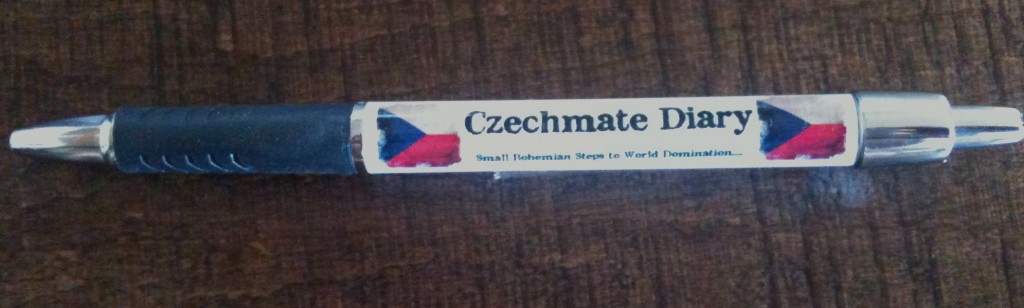 Czechmate Diary
Small Bohemian Steps to World Domination....